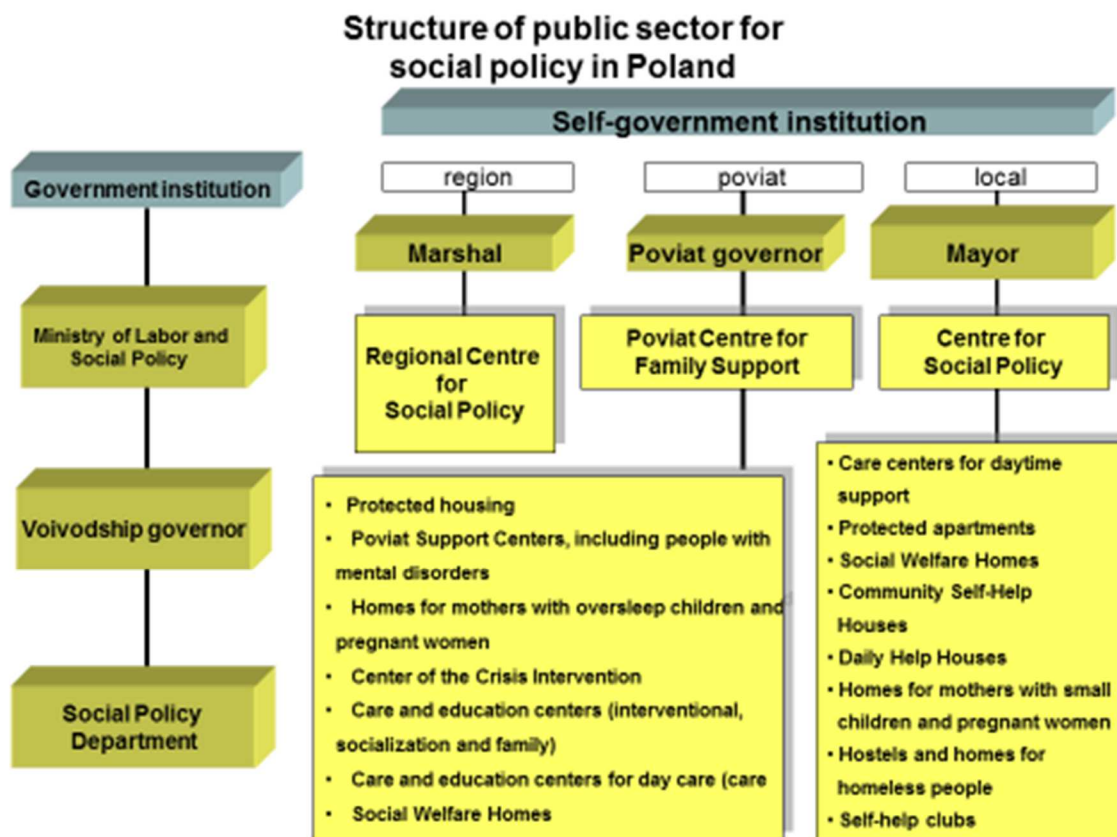 Structure of public sector for
social policy in Poland
Self-government institution
Government institution
region
poviat
local
Marshal
Poviat governor
Mayor
Ministry of Labor and
Social Policy
Regional Centre
for
Social Policy
Poviat Centre for
Family Support
Centre for
Social Policy
Voivodship governor
Social Policy
Department
• Protected housing
• Poviat Support Centers, including people with
mental disorders
• Homes for mothers with oversleep children and
pregnant women
• Center of the Crisis Intervention
• Care and education centers (interventional,
socialization and family)
• Care and education centers for day care (care
• Social Welfare Homes
• Care centers for daytime
support
• Protected apartments
• Social Welfare Homes
• Community Self-Help
Houses
• Daily Help Houses
• Homes for mothers with small
children and pregnant women
• Hostels and homes for
homeless people
• Self-help clubs